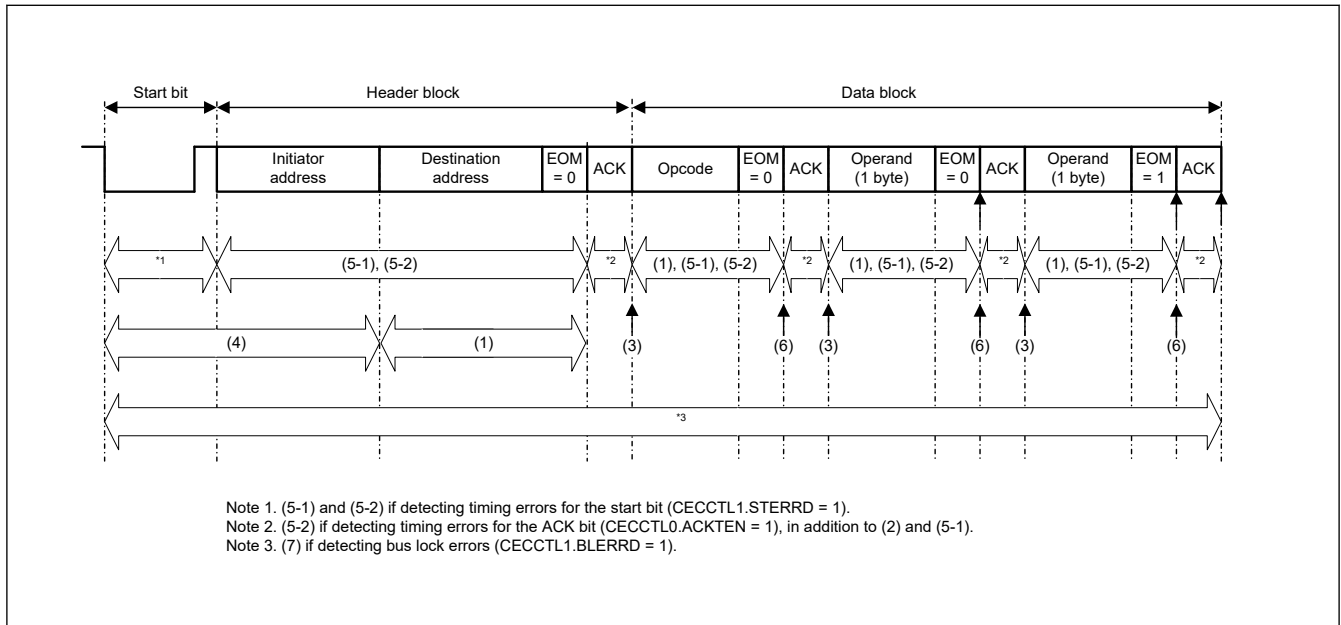 Start bit Header block Data block
Initiator address Destination address EOM = 0 ACK Opcode EOM = 0 ACK Operand (1 byte) EOM = 0 ACK Operand (1 byte) EOM = 1 ACK
*1 (5-1), (5-2) *2 (1), (5-1), (5-2) *2 (1), (5-1), (5-2) *2 (1), (5-1), (5-2) *2
(4) (1) (3) (6) (3) (6) (3) (6)
*3
Note 1. (5-1) and (5-2) if detecting timing errors for the start bit (CECCTL1.STERRD = 1).
Note 2. (5-2) if detecting timing errors for the ACK bit (CECCTL0.ACKTEN = 1), in addition to (2) and (5-1).
Note 3. (7) if detecting bus lock errors (CECCTL1.BLERRD = 1).